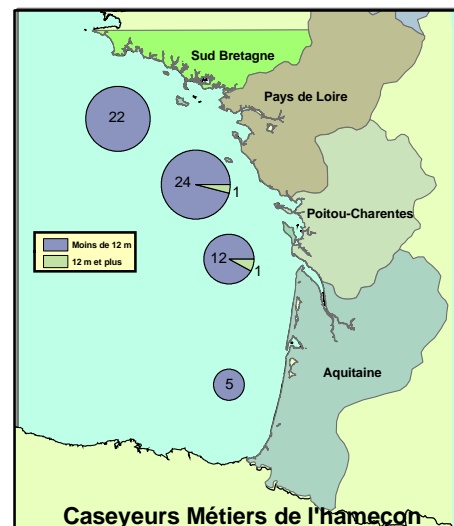 Sud Bretagne
Pays de Loire
22
24
1
Poitou-Charentes
Moins de 12 m
12 m et plus
12
1
Aquitaine
5
Caseyeurs Métiers de l'hameçon